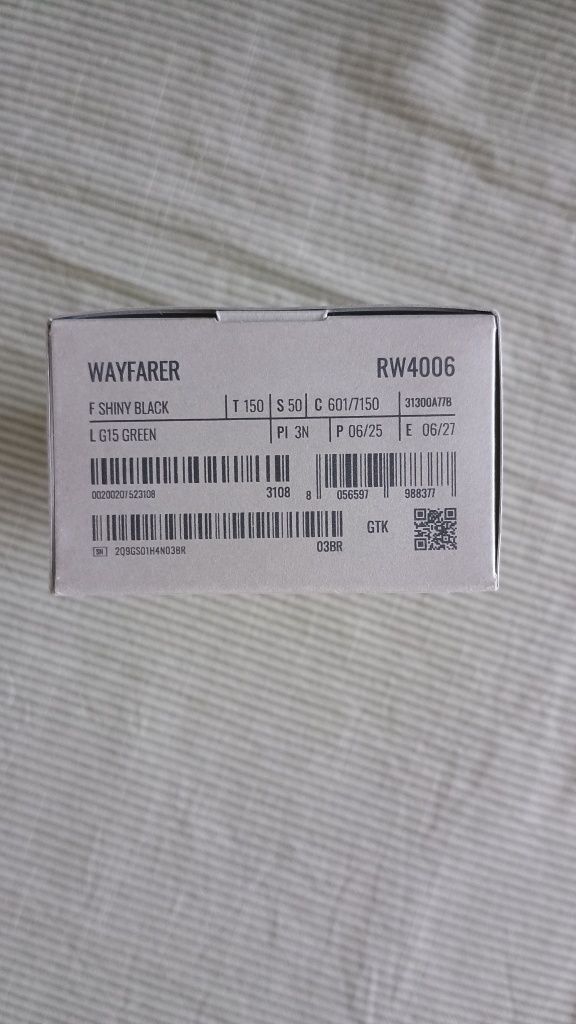 WAYFARER RW4006
F SHINY BLACK T 150 S 50 C 601/7150 31300A77B
L G15 GREEN PI 3N P 06/25 E 06/27
00200207523108 3108 8 056597 988377
SN 2Q9GS01H4N03BR 03BR GTK